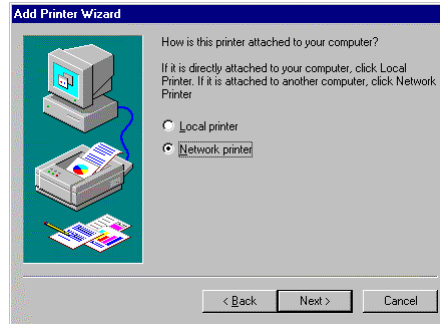 Add Printer Wizard
How is this printer attached to your computer?
If it is directly attached to your computer, click Local
Printer. If it is attached to another computer, click Network
Printer
Local printer
Network printer
< Back Next > Cancel